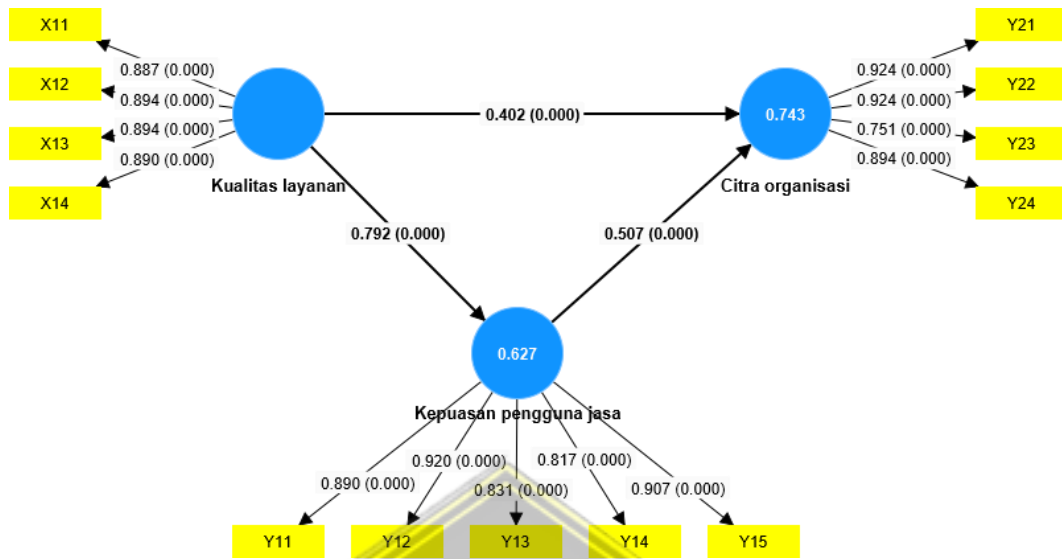 X11
X12
X13
X14
0.887 (0.000)
0.894 (0.000)
0.894 (0.000)
0.890 (0.000)
Kualitas layanan
0.402 (0.000)
0.743
Citra organisasi
0.924 (0.000)
0.924 (0.000)
0.751 (0.000)
0.894 (0.000)
Y21
Y22
Y23
Y24
0.792 (0.000)
0.507 (0.000)
0.627
Kepuasan pengguna jasa
0.890 (0.000)
0.920 (0.000)
0.831 (0.000)
0.817 (0.000)
0.907 (0.000)
Y11
Y12
Y13
Y14
Y15